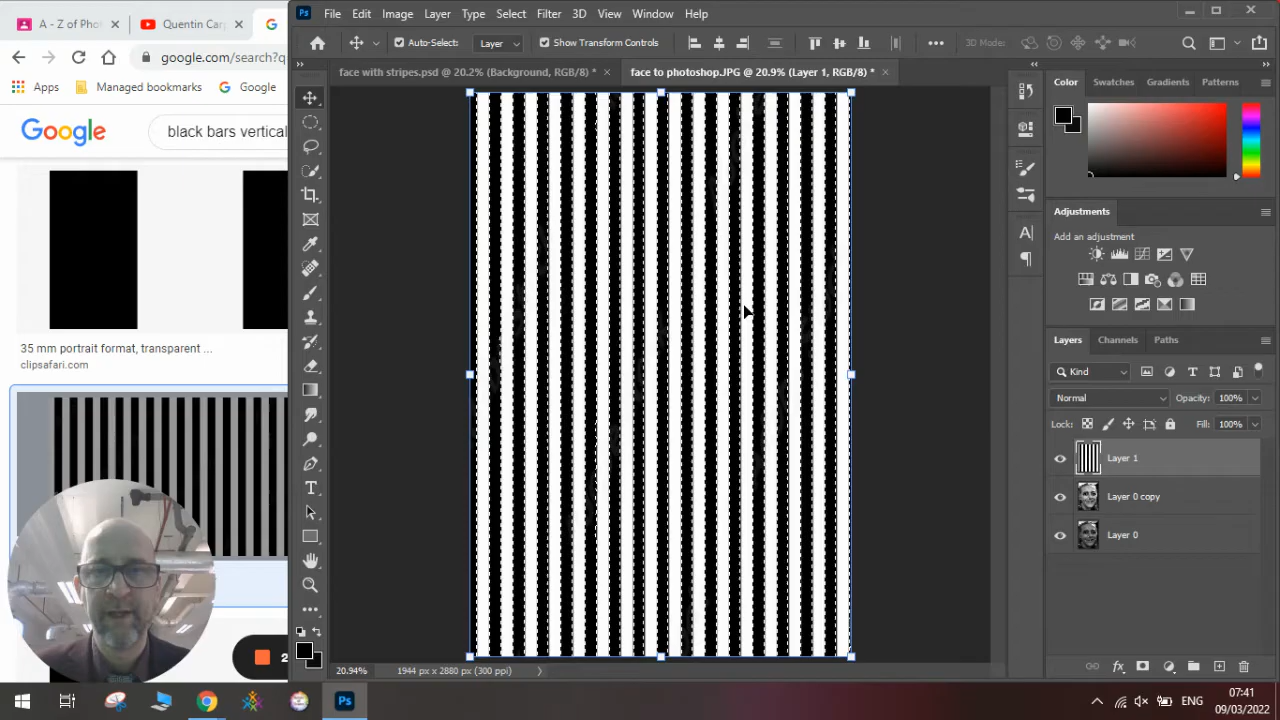 A - Z of Phot
Quentin Car
File Edit Image Layer Type Select Filter 3D View Window Help
google.com/search?q
Auto-Select: Layer Show Transform Controls 3D Mode:
Apps Managed bookmarks Google
face with stripes.psd @ 20.2% (Background, RGB/8) * face to photoshop.JPG @ 20.9% (Layer 1, RGB/8) *
Color Swatches Gradients Patterns
Google black bars vertical
Adjustments
Add an adjustment
35 mm portrait format, transparent ...
clipsafari.com
Layers Channels Paths
Kind
Normal Opacity: 100%
Lock: Fill: 100%
Layer 1
Layer 0 copy
Layer 0
20.94% 1944 px x 2880 px (300 ppi)
Ps ENG 07:41
09/03/2022